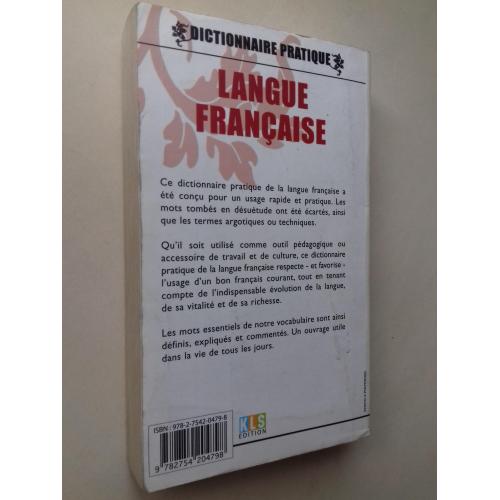 DICTIONNAIRE PRATIQUE
LANGUE
FRANÇAISE
Ce dictionnaire pratique de la langue française a
été conçu pour un usage rapide et pratique. Les
mots tombés en désuétude ont été écartés, ainsi
que les termes argotiques ou techniques.
Qu'il soit utilisé comme outil pédagogique ou
accessoire de travail et de culture, ce dictionnaire
pratique de la langue française respecte - et favorise -
l'usage d'un bon français courant, tout en tenant
compte de l'indispensable évolution de la langue,
de sa vitalité et de sa richesse.
Les mots essentiels de notre vocabulaire sont ainsi
définis, expliqués et commentés. Un ouvrage utile
dans la vie de tous les jours.
ISBN : 978-2-7542-0479-8
9 782754 204798
KLS
EDITION